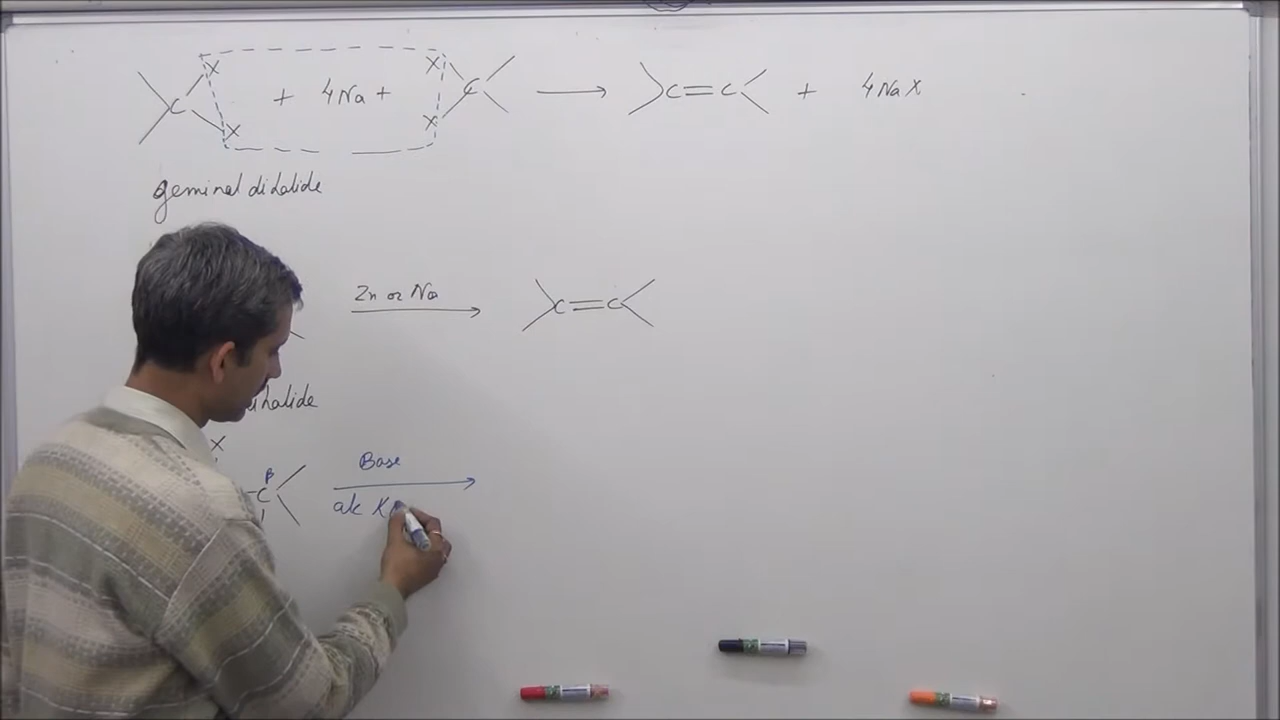 X X
+ 4Na + C C → C=C + 4NaX
X X
geminal dihalide
Zn or Na
→ C=C
halide
X
β Base
C →
alc K